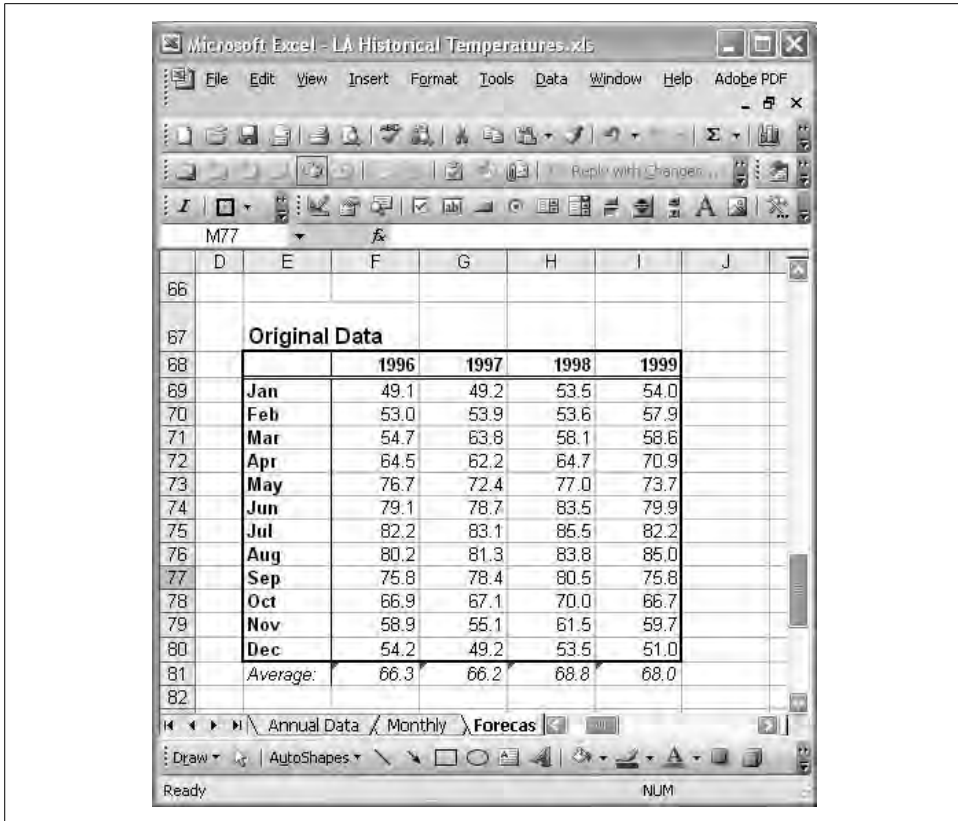 Microsoft Excel - LA Historical Temperatures.xls
File Edit View Insert Format Tools Data Window Help Adobe PDF
Reply with Changes...
M77 fx
D E F G H I J
66
67 Original Data
68 1996 1997 1998 1999
69 Jan 49.1 49.2 53.5 54.0
70 Feb 53.0 53.9 53.6 57.9
71 Mar 54.7 63.8 58.1 58.6
72 Apr 64.5 62.2 64.7 70.9
73 May 76.7 72.4 77.0 73.7
74 Jun 79.1 78.7 83.5 79.9
75 Jul 82.2 83.1 85.5 82.2
76 Aug 80.2 81.3 83.8 85.0
77 Sep 75.8 78.4 80.5 75.8
78 Oct 66.9 67.1 70.0 66.7
79 Nov 58.9 55.1 61.5 59.7
80 Dec 54.2 49.2 53.5 51.0
81 Average: 66.3 66.2 68.8 68.0
82
Annual Data Monthly Forecas
Draw AutoShapes
Ready NUM